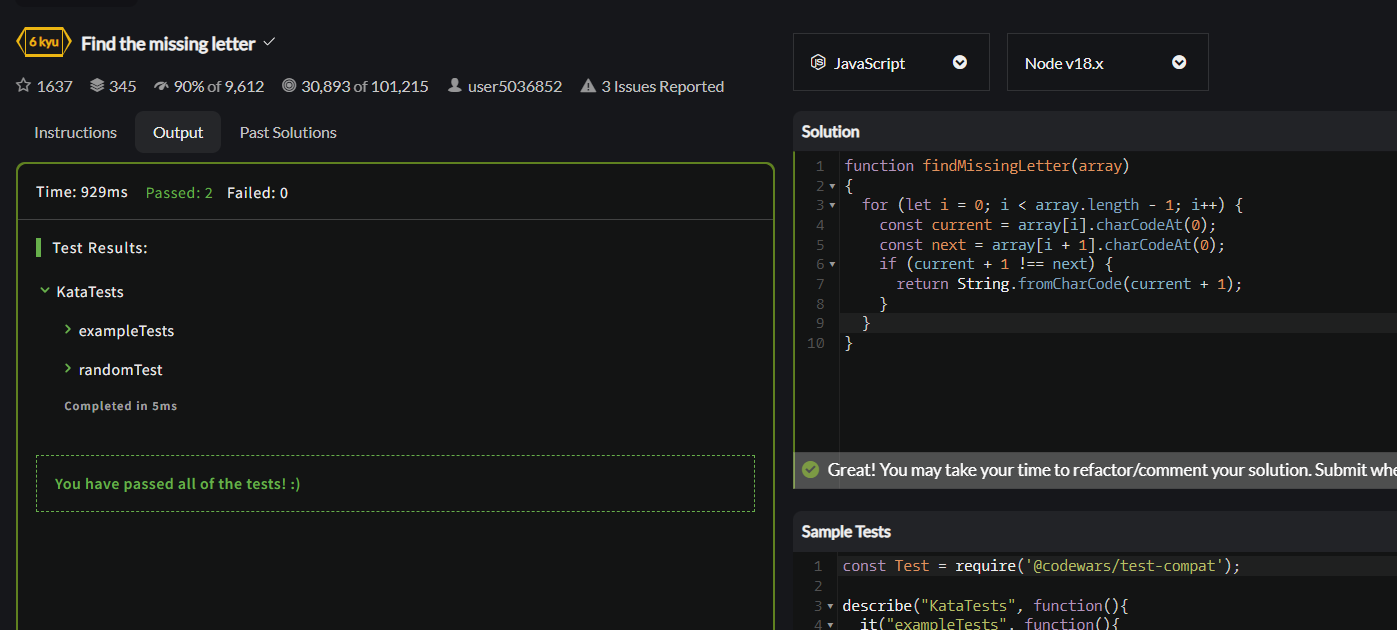 6 kyu Find the missing letter
1637 345 90% of 9,612 30,893 of 101,215 user5036852 3 Issues Reported
Instructions Output Past Solutions
Time: 929ms Passed: 2 Failed: 0
Test Results:
KataTests
exampleTests
randomTest
Completed in 5ms
You have passed all of the tests! :)
JS JavaScript Node v18.x
Solution
1 function findMissingLetter(array)
2 {
3 for (let i = 0; i < array.length - 1; i++) {
4 const current = array[i].charCodeAt(0);
5 const next = array[i + 1].charCodeAt(0);
6 if (current + 1 !== next) {
7 return String.fromCharCode(current + 1);
8 }
9 }
10 }
Great! You may take your time to refactor/comment your solution. Submit whe
Sample Tests
1 const Test = require('@codewars/test-compat');
2
3 describe("KataTests", function(){
4 it("exampleTests", function(){